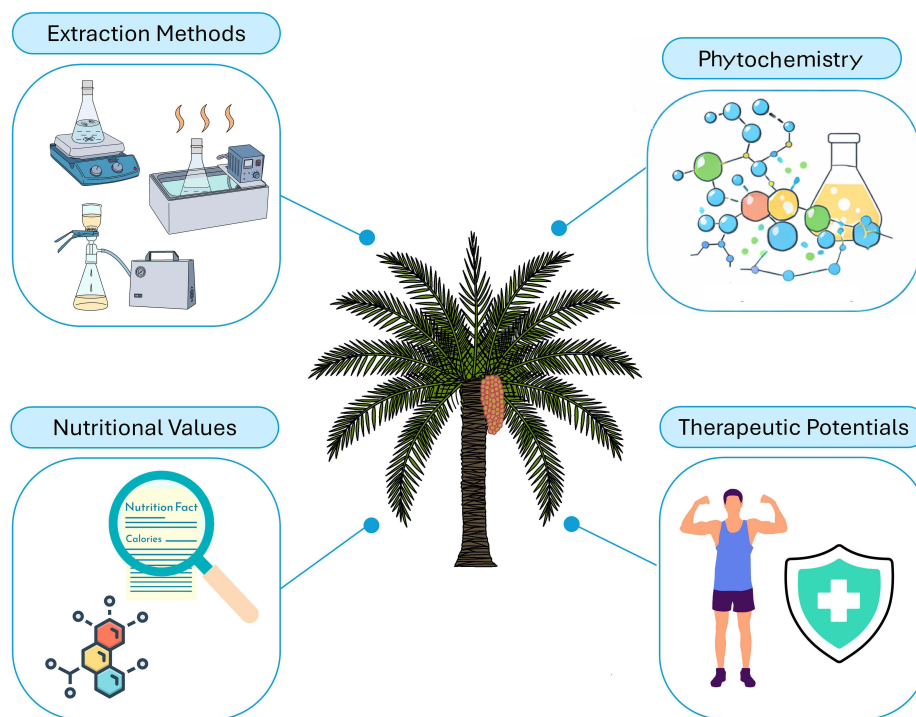 Extraction Methods
Phytochemistry
Nutritional Values
Therapeutic Potentials
Nutrition Fact
Calories